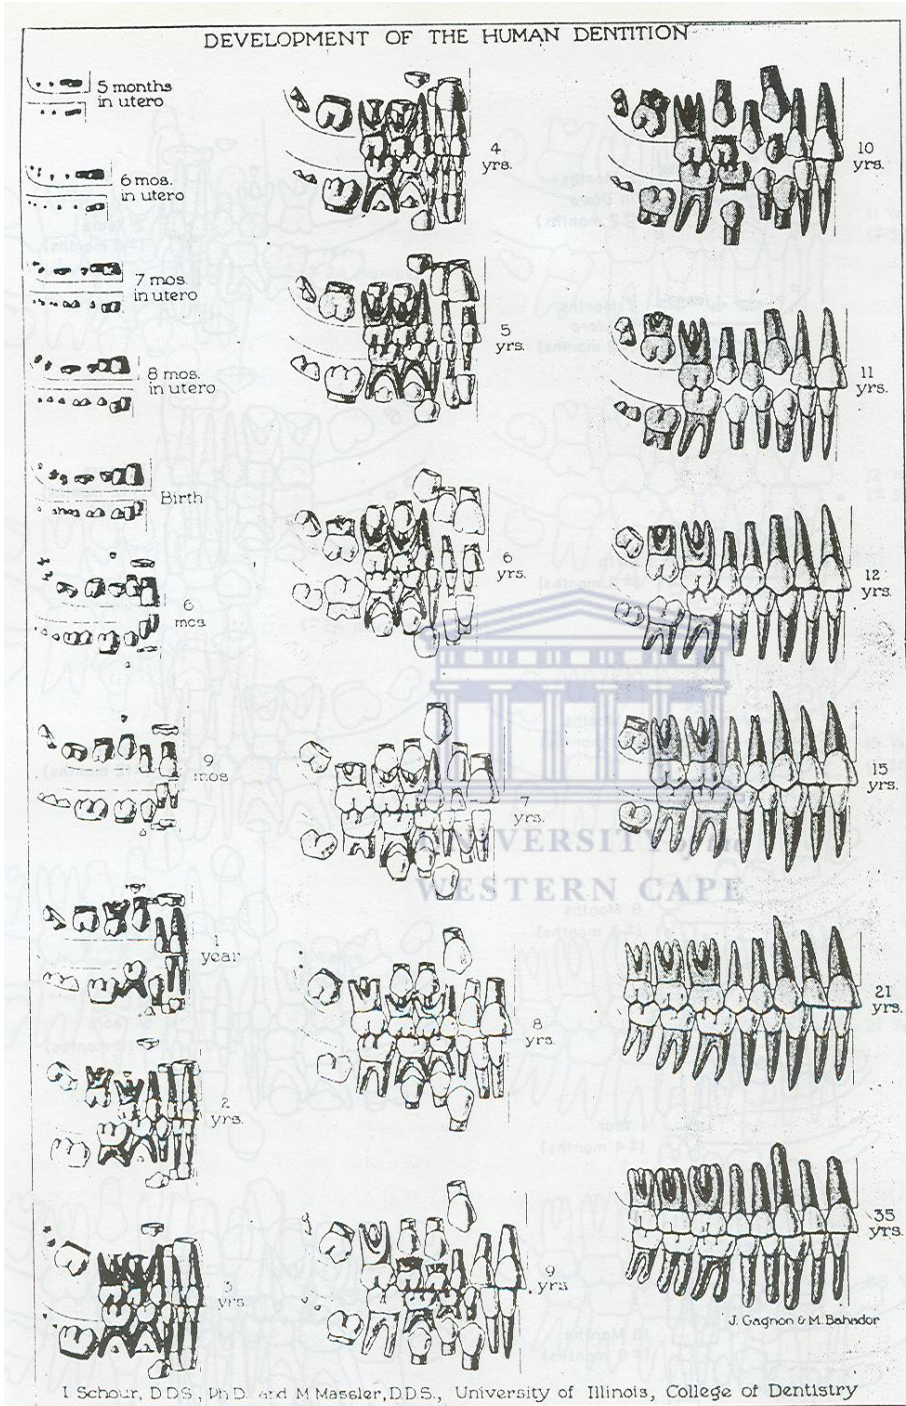 DEVELOPMENT OF THE HUMAN DENTITION
5 months
in utero
6 mos.
in utero
7 mos.
in utero
8 mos.
in utero
Birth
6
mos
9
mos
1
year
2
yrs.
3
yrs
4
yrs.
5
yrs.
6
yrs.
7
yrs.
8
yrs.
9
yrs
10
yrs.
11
yrs.
12
yrs.
15
yrs.
21
yrs.
35
yrs.
UNIVERSITY of the
WESTERN CAPE
J. Gagnon & M. Bahador
I Schour, D.D.S., Ph.D. and M Massler, D.D.S., University of Illinois, College of Dentistry